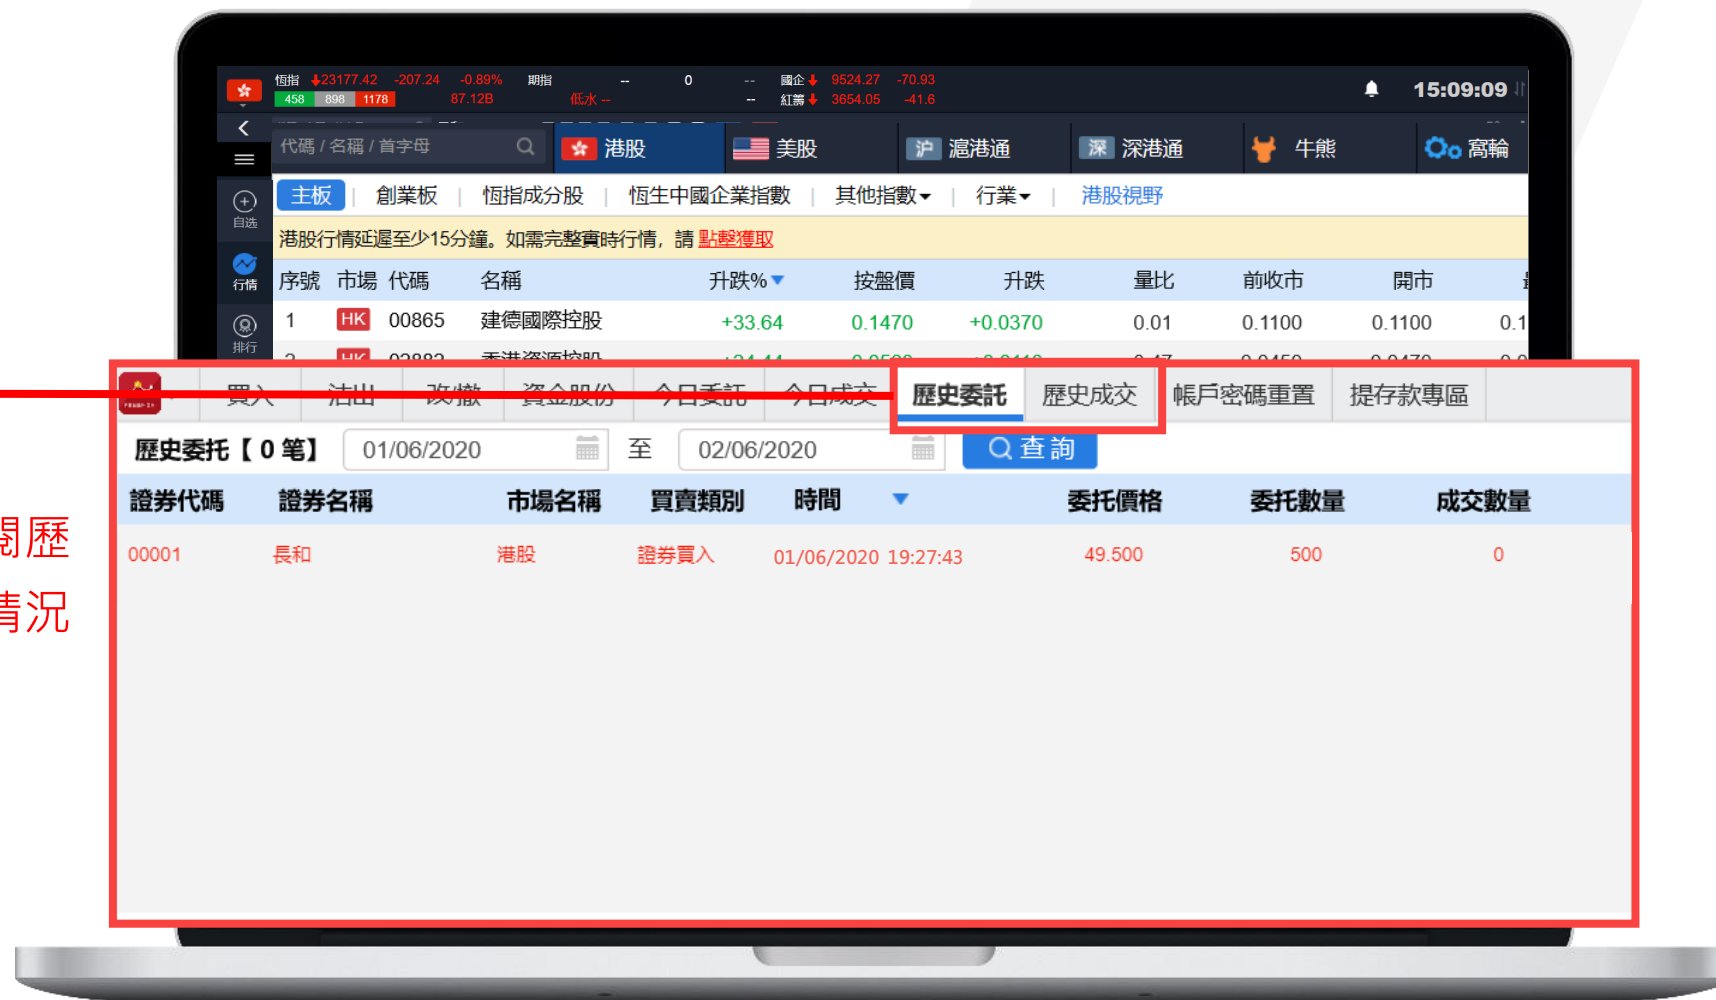 恆指 23177.42 -207.24 -0.89% 期指 -- 0 -- 國企 9524.27 -70.93
458 898 1178 87.12B 低水 -- -- 紅籌 3654.05 -41.6
15:09:09
代碼 / 名稱 / 首字母 港股 美股 沪 滬港通 深 深港通 牛熊 窩輪
自选
行情
排行
主板 | 創業板 | 恆指成分股 | 恆生中國企業指數 | 其他指數 | 行業 | 港股視野
港股行情延遲至少15分鐘。如需完整實時行情, 請 點擊獲取
序號 市場 代碼 名稱 升跌% 按盤價 升跌 量比 前收市 開市
1 HK 00865 建德國際控股 +33.64 0.1470 +0.0370 0.01 0.1100 0.1100 0.1
買入 沽出 改/撤 資金股份 今日委託 今日成交 歷史委託 歷史成交 帳戶密碼重置 提存款專區
歷史委托【 0 笔】 01/06/2020 至 02/06/2020 查詢
證券代碼 證券名稱 市場名稱 買賣類別 時間 委托價格 委托數量 成交數量
00001 長和 港股 證券買入 01/06/2020 19:27:43 49.500 500 0
閱歷
情況